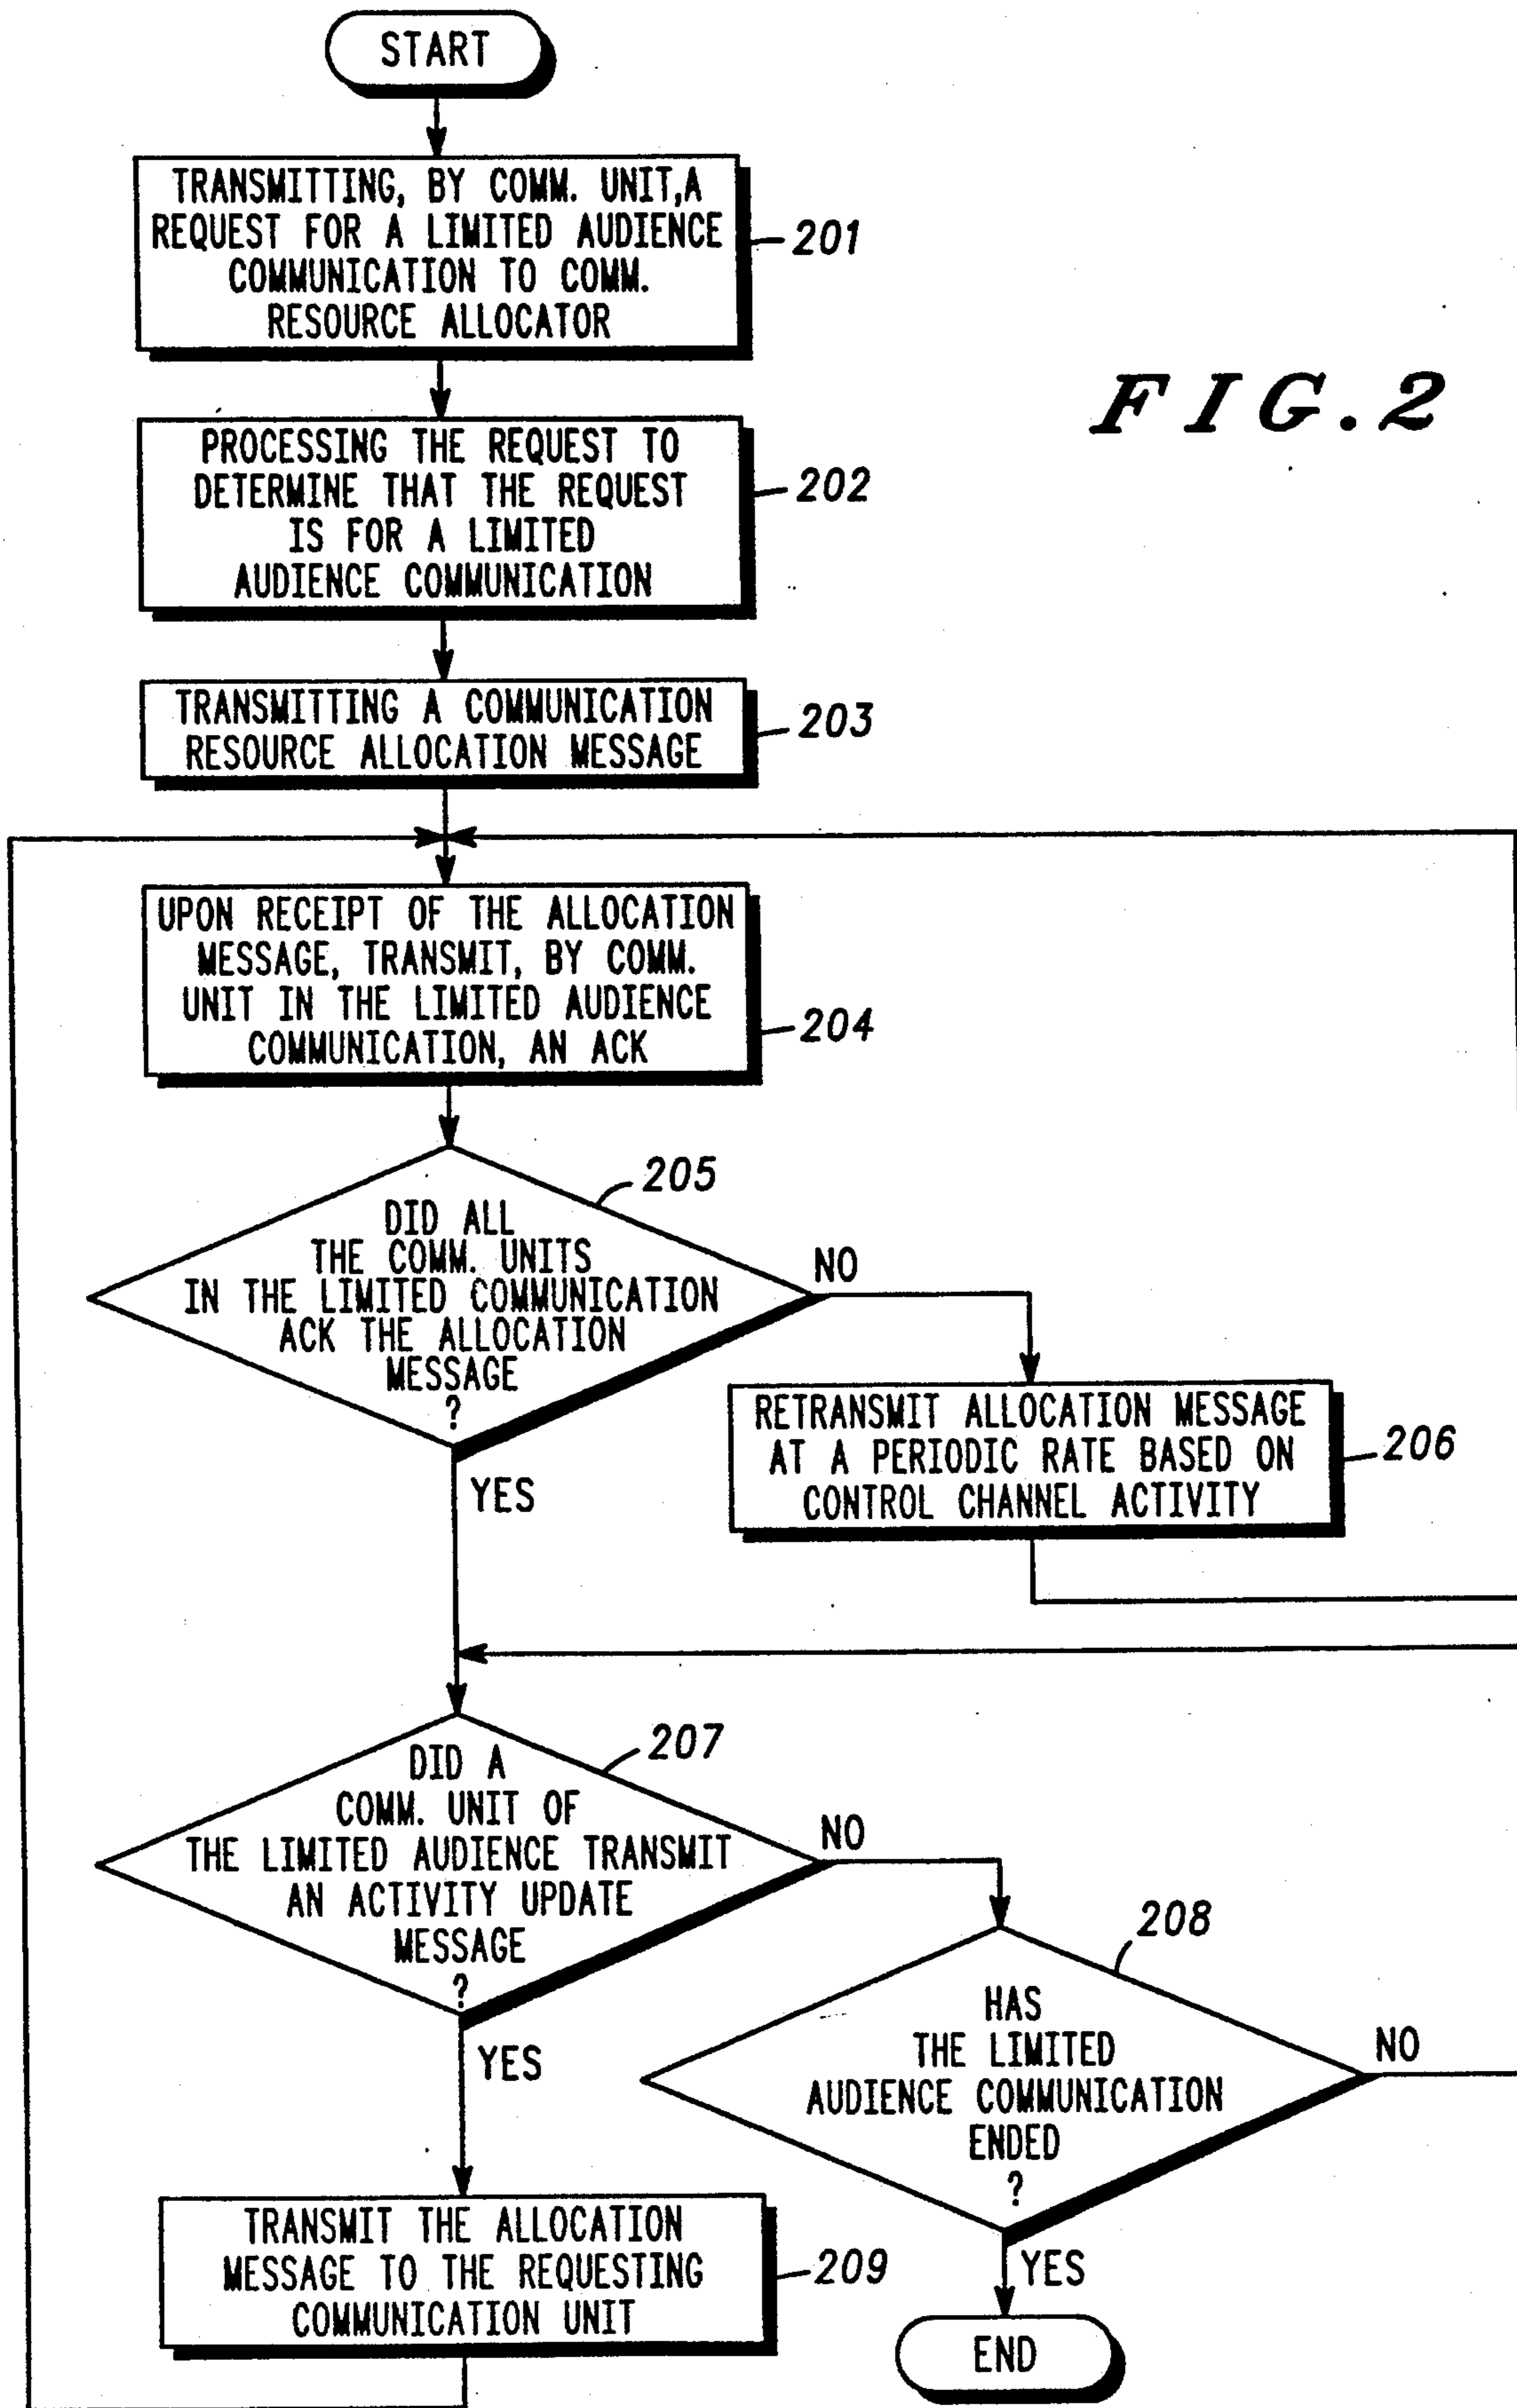 START
TRANSMITTING, BY COMM. UNIT,A
REQUEST FOR A LIMITED AUDIENCE
COMMUNICATION TO COMM.
RESOURCE ALLOCATOR
201
FIG.2
PROCESSING THE REQUEST TO
DETERMINE THAT THE REQUEST
IS FOR A LIMITED
AUDIENCE COMMUNICATION
202
TRANSMITTING A COMMUNICATION
RESOURCE ALLOCATION MESSAGE
203
UPON RECEIPT OF THE ALLOCATION
MESSAGE, TRANSMIT, BY COMM.
UNIT IN THE LIMITED AUDIENCE
COMMUNICATION, AN ACK
204
205
DID ALL
THE COMM. UNITS
IN THE LIMITED COMMUNICATION
ACK THE ALLOCATION
MESSAGE
?
NO
YES
RETRANSMIT ALLOCATION MESSAGE
AT A PERIODIC RATE BASED ON
CONTROL CHANNEL ACTIVITY
206
207
DID A
COMM. UNIT OF
THE LIMITED AUDIENCE TRANSMIT
AN ACTIVITY UPDATE
MESSAGE
?
NO
YES
208
HAS
THE LIMITED
AUDIENCE COMMUNICATION
ENDED
?
NO
YES
TRANSMIT THE ALLOCATION
MESSAGE TO THE REQUESTING
COMMUNICATION UNIT
209
END